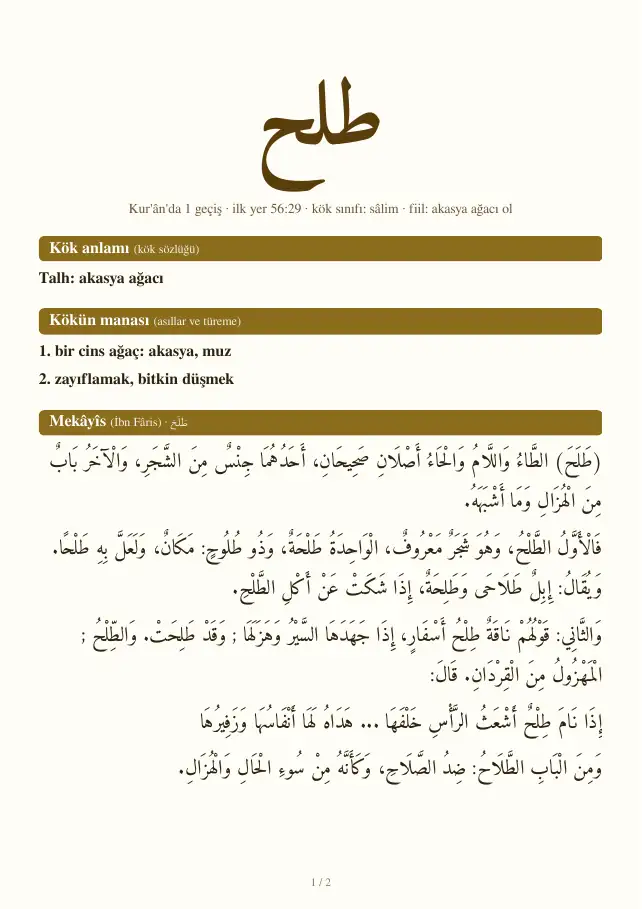 طلح
Kur'ân'da 1 geçiş · ilk yer 56:29 · kök sınıfı: sâlim · fiil: akasya ağacı ol
Kök anlamı (kök sözlüğü)
Talh: akasya ağacı
Kökün manası (asıllar ve türeme)
1. bir cins ağaç: akasya, muz
2. zayıflamak, bitkin düşmek
Mekâyîs (İbn Fâris) · طَلَحَ
(طَلَحَ) الطَّاءُ وَاللَّامُ وَالْحَاءُ أَصْلَانِ صَحِيحَانِ، أَحَدُهُمَا جِنْسٌ مِنَ الشَّجَرِ، وَالْآخَرُ بَابٌ
مِنَ الْهُزَالِ وَمَا أَشْبَهَهُ.
فَالْأَوَّلُ الطَّلْحُ، وَهُوَ شَجَرٌ مَعْرُوفٌ، الْوَاحِدَةُ طَلْحَةٌ، وَذُو طُلُوحٍ: مَكَانٌ، وَلَعَلَّ بِهِ طَلْحًا.
وَيُقَالُ: إِبِلٌ طَلَاحَى وَطَلِحَةٌ، إِذَا شَكَتْ عَنْ أَكْلِ الطَّلْحِ.
وَالثَّانِي: قَوْلُهُمْ نَاقَةٌ طِلْحُ أَسْفَارٍ، إِذَا جَهَدَهَا السَّيْرُ وَهَزَلَهَا ; وَقَدْ طَلِحَتْ. وَالطِّلْحُ ;
الْمَهْزُولُ مِنَ الْقِرْدَانِ. قَالَ:
إِذَا نَامَ طِلْحٌ أَشْعَثُ الرَّأْسِ خَلْفَهَا ... هَدَاهُ لَهَا أَنْفَاسُهَا وَزَفِيرُهَا
وَمِنَ الْبَابِ الطَّلَاحُ: ضِدُ الصَّلَاحِ، وَكَأَنَّهُ مِنْ سُوءِ الْحَالِ وَالْهُزَالِ.
1 / 2